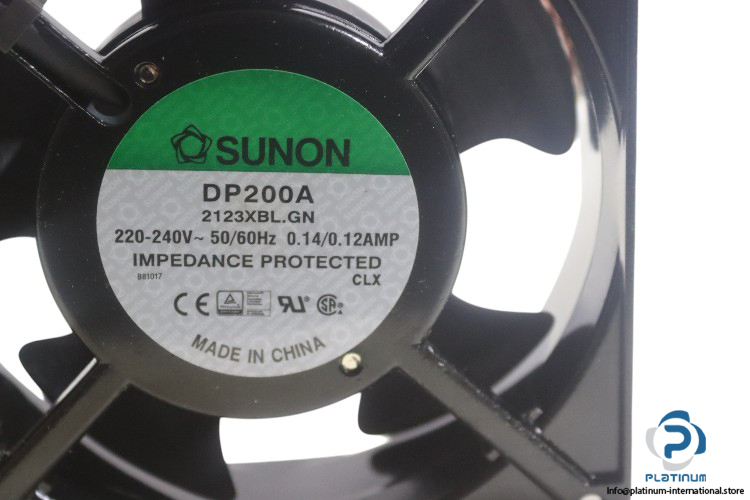 SUNON
DP200A
2123XBL.GN
220-240V~ 50/60Hz 0.14/0.12AMP
IMPEDANCE PROTECTED
B81017
CLX
MADE IN CHINA
PLATINUM
Info@platinum-international.store